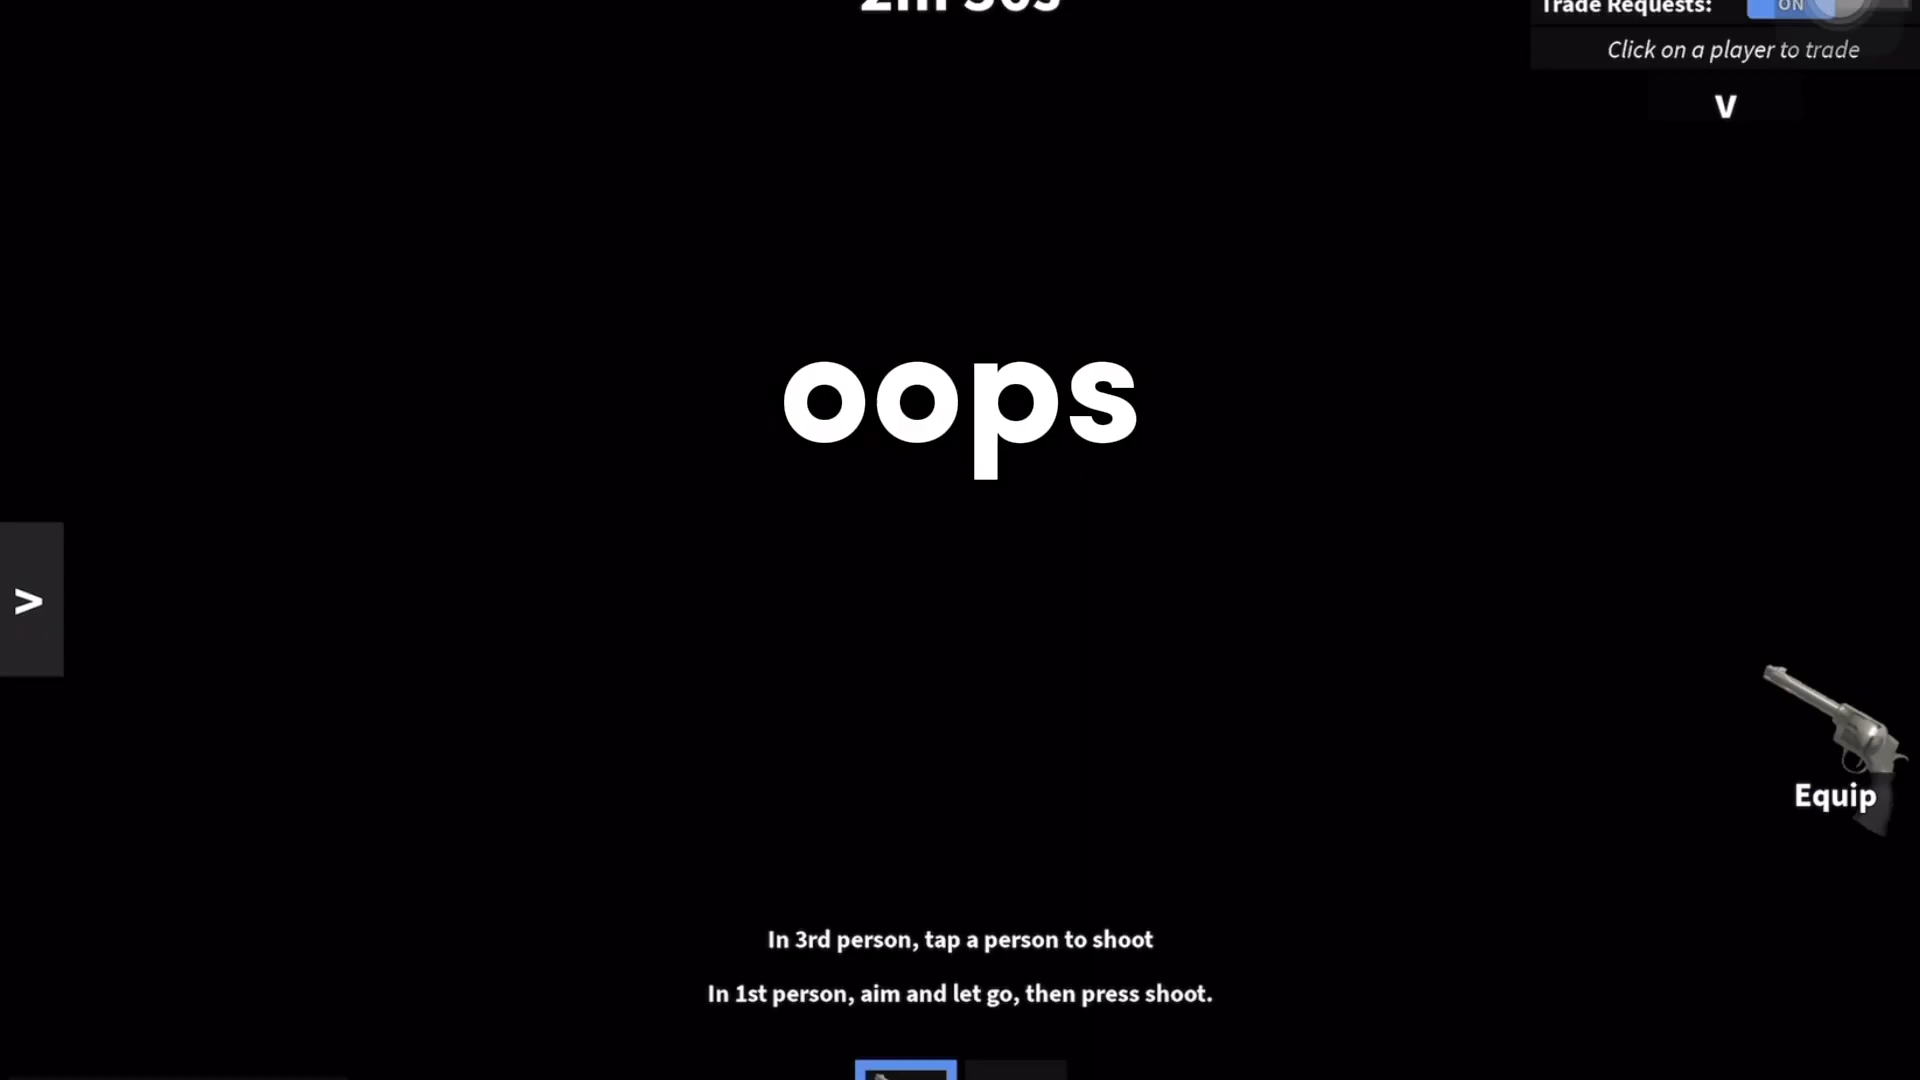 Trade Requests:
ON
Click on a player to trade
v
oops
>
Equip
In 3rd person, tap a person to shoot
In 1st person, aim and let go, then press shoot.